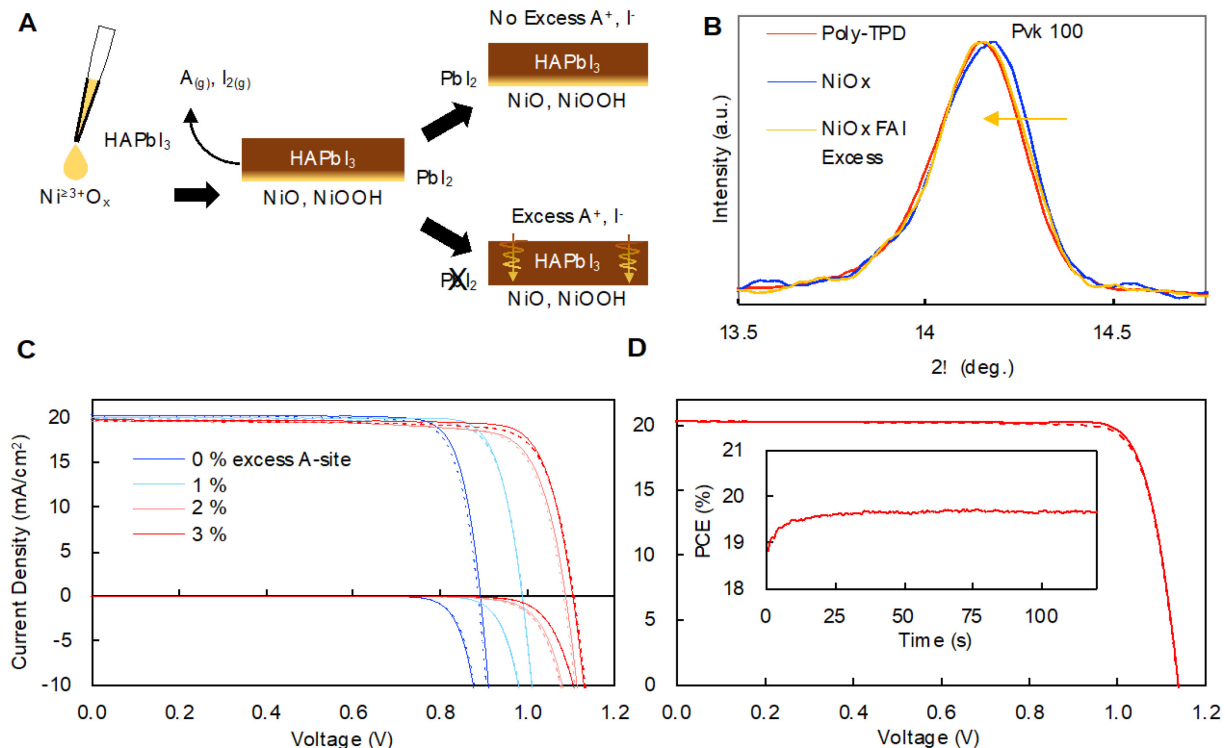 A
No Excess A⁺, I⁻
HAPbI₃
PbI₂
NiO, NiOOH
A₍g₎, I₂₍g₎
HAPbI₃
Ni≥³⁺Oₓ
HAPbI₃
PbI₂
NiO, NiOOH
Excess A⁺, I⁻
HAPbI₃
PbI₂
X
NiO, NiOOH
B
Pvk 100
Poly-TPD
NiOx
NiOx FAI
Excess
Intensity (a.u.)
13.5 14 14.5
2! (deg.)
C
20
15
10
5
0
-5
-10
Current Density (mA/cm²)
0 % excess A-site
1 %
2 %
3 %
0.0 0.2 0.4 0.6 0.8 1.0 1.2
Voltage (V)
D
20
15
10
5
0
21
20
19
18
PCE (%)
0 25 50 75 100
Time (s)
0.0 0.2 0.4 0.6 0.8 1.0 1.2
Voltage (V)